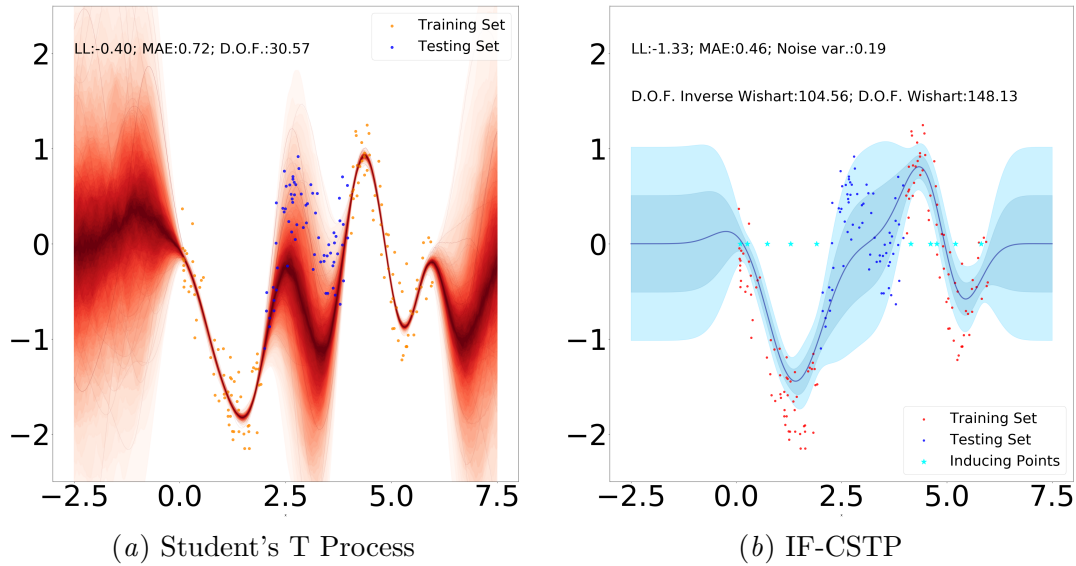 LL:-0.40; MAE:0.72; D.O.F.:30.57
Training Set
Testing Set
2
1
0
−1
−2
−2.5 0.0 2.5 5.0 7.5
(a) Student's T Process
LL:-1.33; MAE:0.46; Noise var.:0.19
D.O.F. Inverse Wishart:104.56; D.O.F. Wishart:148.13
2
1
0
−1
−2
Training Set
Testing Set
Inducing Points
−2.5 0.0 2.5 5.0 7.5
(b) IF-CSTP